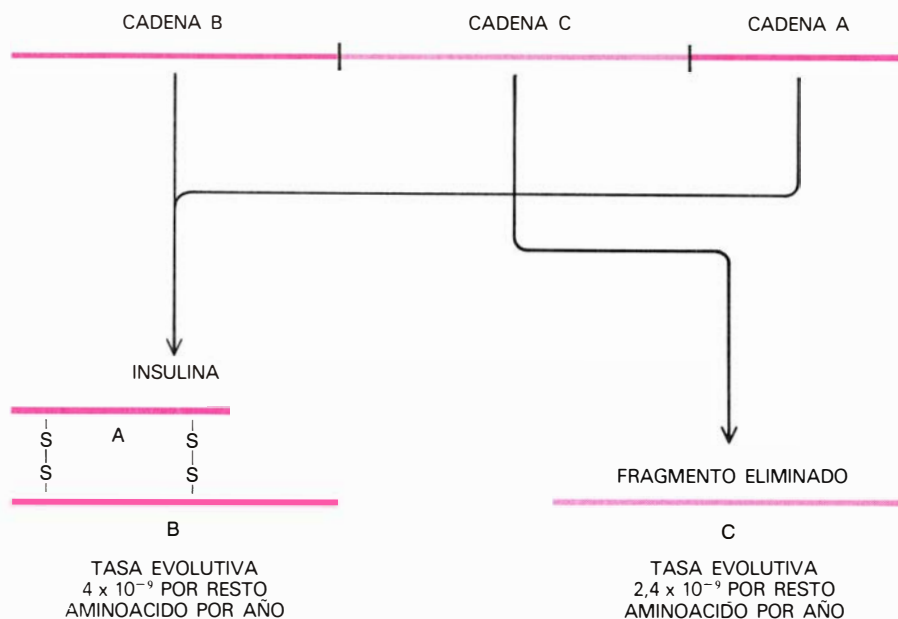 CADENA B CADENA C CADENA A
INSULINA
A
S S
S S
B
TASA EVOLUTIVA
4 x 10⁻⁹ POR RESTO
AMINOACIDO POR AÑO
FRAGMENTO ELIMINADO
C
TASA EVOLUTIVA
2,4 x 10⁻⁹ POR RESTO
AMINOACIDO POR AÑO